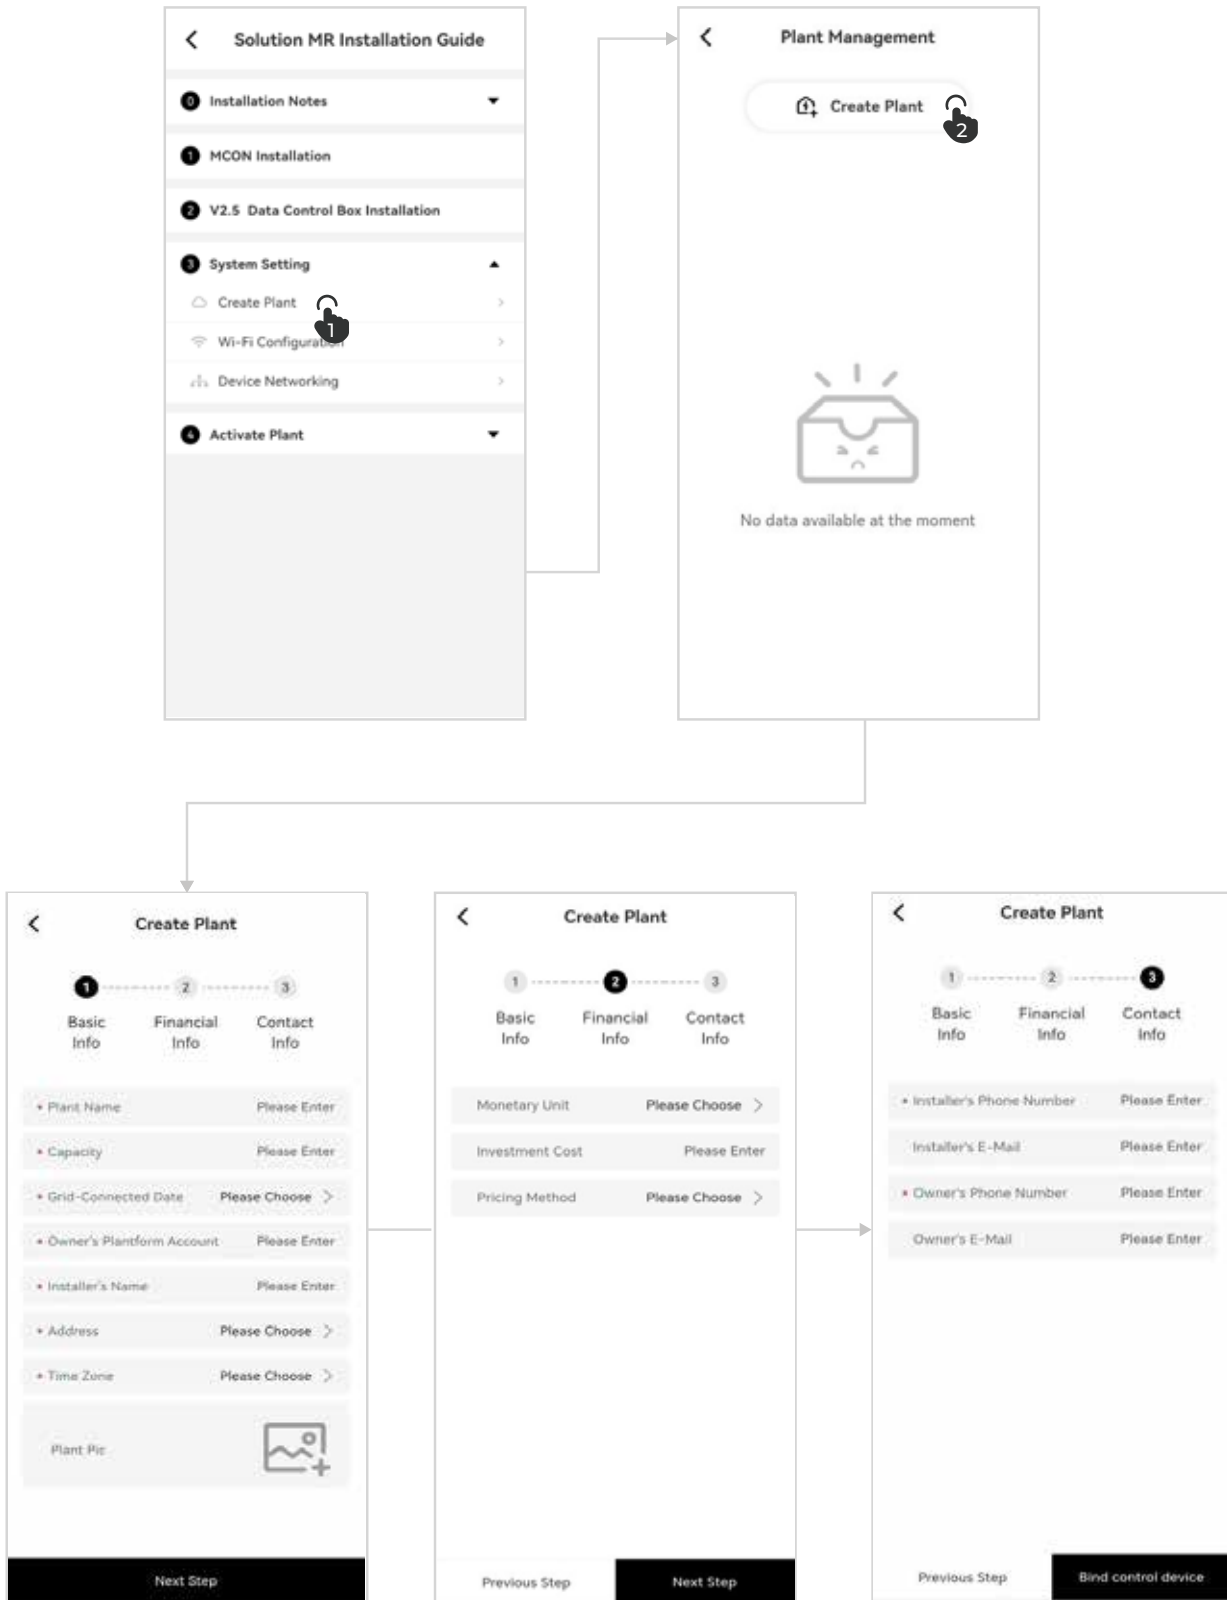 Solution MR Installation Guide
0 Installation Notes
1 MCON Installation
2 V2.5 Data Control Box Installation
3 System Setting
Create Plant
1
Wi-Fi Configuration
Device Networking
4 Activate Plant
Plant Management
Create Plant
2
No data available at the moment
Create Plant
1 2 3
Basic Info
Financial Info
Contact Info
* Plant Name Please Enter
* Capacity Please Enter
* Grid-Connected Date Please Choose >
* Owner's Plantform Account Please Enter
* Installer's Name Please Enter
* Address Please Choose >
* Time Zone Please Choose >
Plant Pic
Next Step
Create Plant
1 2 3
Basic Info
Financial Info
Contact Info
Monetary Unit Please Choose >
Investment Cost Please Enter
Pricing Method Please Choose >
Previous Step Next Step
Create Plant
1 2 3
Basic Info
Financial Info
Contact Info
* Installer's Phone Number Please Enter
Installer's E-Mail Please Enter
* Owner's Phone Number Please Enter
Owner's E-Mail Please Enter
Previous Step Bind control device